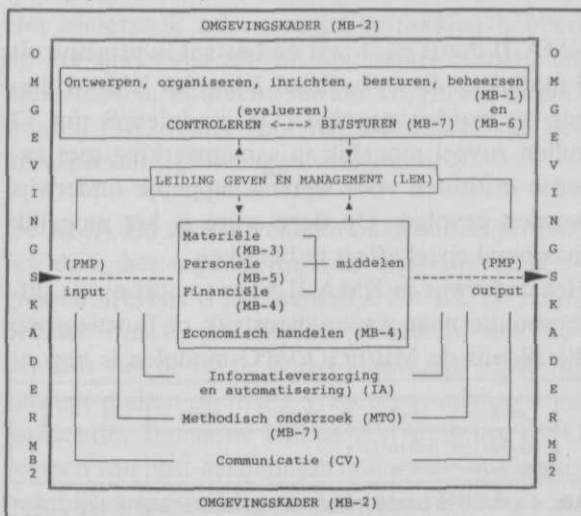 OMGEVINGSKADER (MB-2)
M
G
E
I
N
G
S
K
A
D
E
R
M
B
2
Ontwerpen, organiseren, inrichten, besturen, beheersen
(MB-1)
(evalueren) en
CONTROLEREN <---> BIJSTUREN (MB-7) (MB-6)
LEIDING GEVEN EN MANAGEMENT (LEM)
Materiële
(MB-3)
Personele
(MB-5) middelen
Financiële
(MB-4)
Economisch handelen (MB-4)
(PMP)
input
(PMP)
output
Informatieverzorging
en automatisering) (IA)
Methodisch onderzoek (MTO)
(MB-7)
Communicatie (CV)
M
G
E
I
N
G
S
K
A
D
E
R
M
B
2
OMGEVINGSKADER (MB-2)